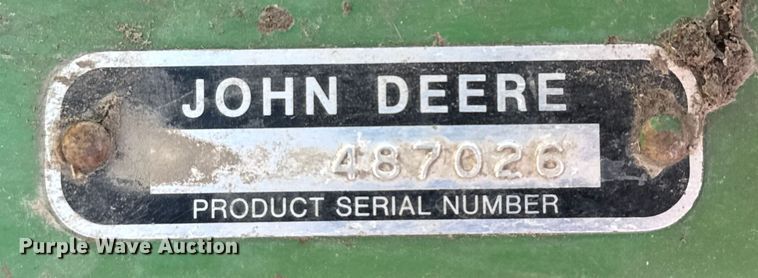 JOHN DEERE
487026
PRODUCT SERIAL NUMBER
Purple Wave Auction